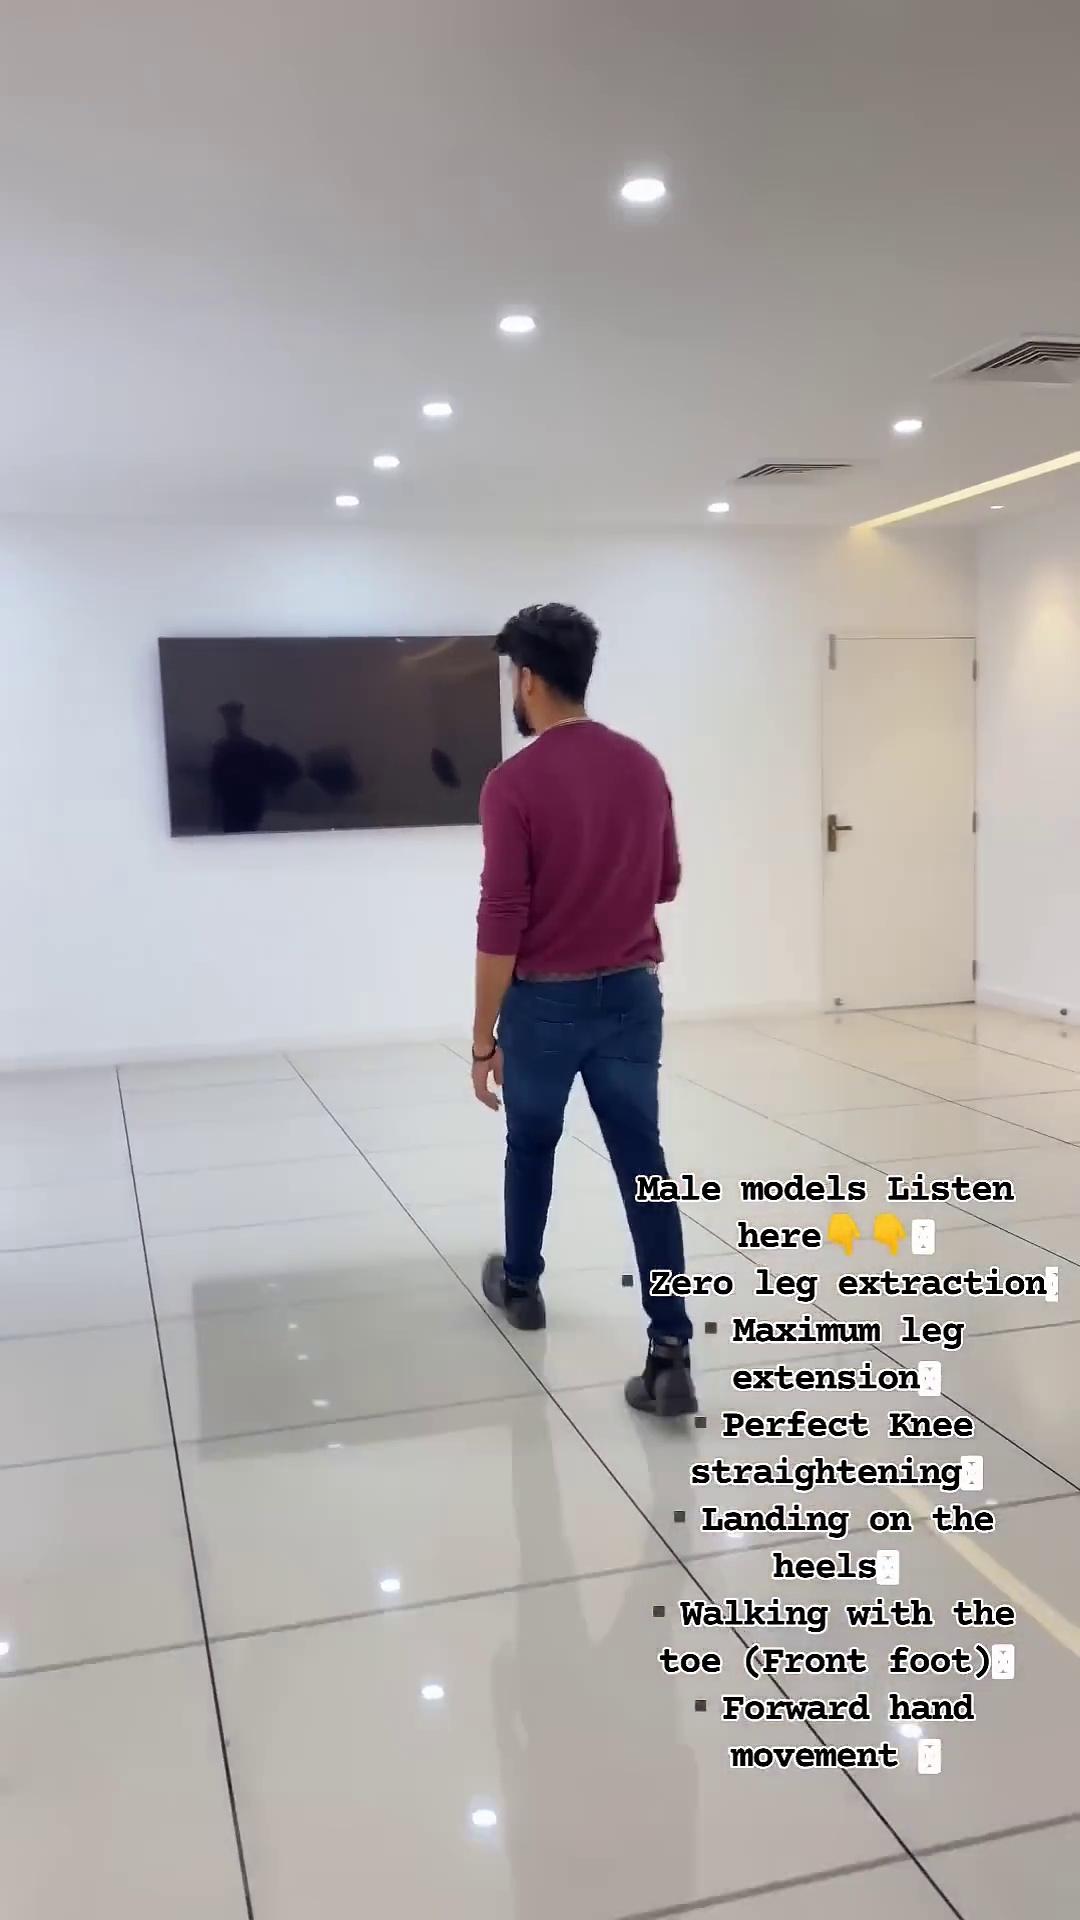 Male models Listen
here👇👇
▪ Zero leg extraction
▪ Maximum leg
extension
▪ Perfect Knee
straightening
▪ Landing on the
heels
▪ Walking with the
toe (Front foot)
▪ Forward hand
movement